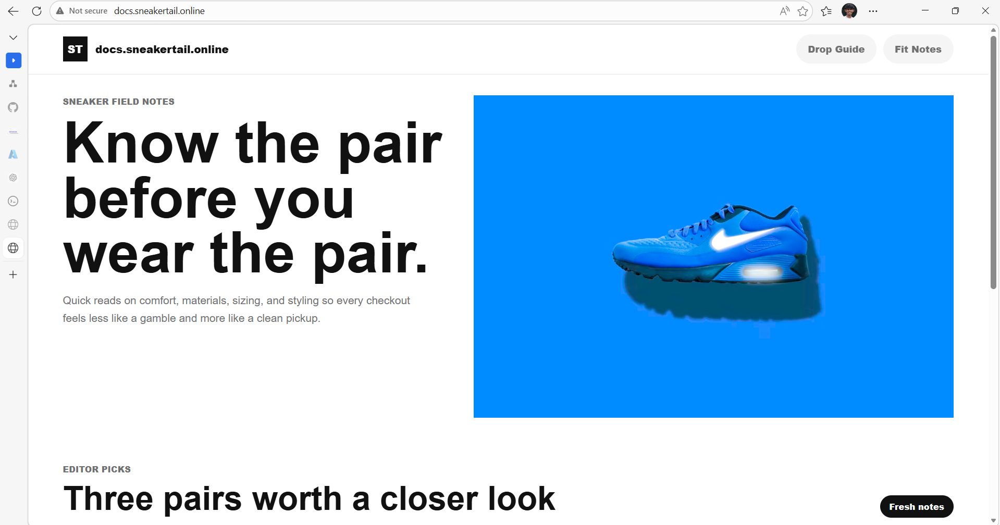 Not secure docs.sneakertail.online
ST docs.sneakertail.online
Drop Guide Fit Notes
SNEAKER FIELD NOTES
Know the pair
before you
wear the pair.
Quick reads on comfort, materials, sizing, and styling so every checkout
feels less like a gamble and more like a clean pickup.
EDITOR PICKS
Three pairs worth a closer look
Fresh notes